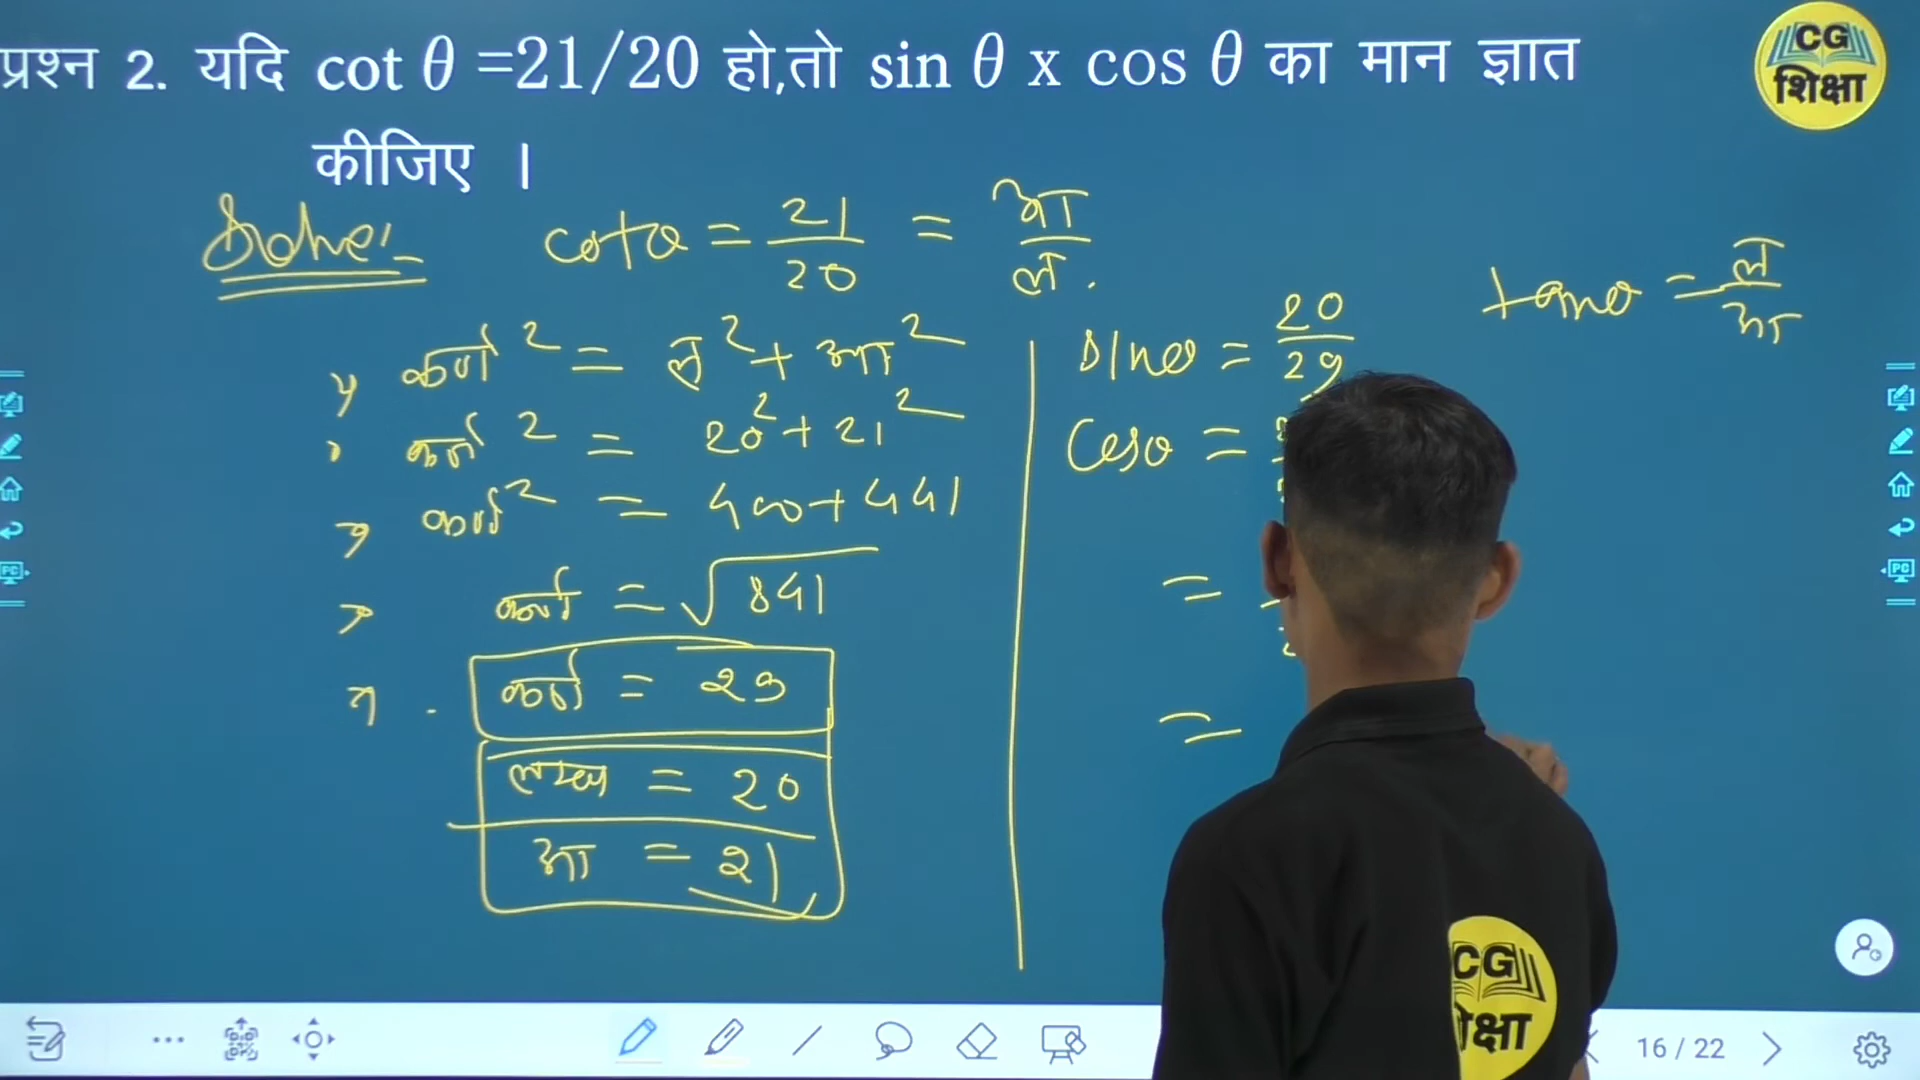 प्रश्न 2. यदि cot θ =21/20 हो,तो sin θ x cos θ का मान ज्ञात
कीजिए ।
CG
शिक्षा
cotθ = 21/20 = आ/लं.
tanθ = लं/आ
कर्ण² = लं² + आ²
कर्ण² = 20² + 21²
कर्ण² = 400 + 441
कर्ण = √841
कर्ण = 29
लम्ब = 20
आ = 21
sinθ = 20/29
Cosθ =
=
=
CG
क्षा
16 / 22